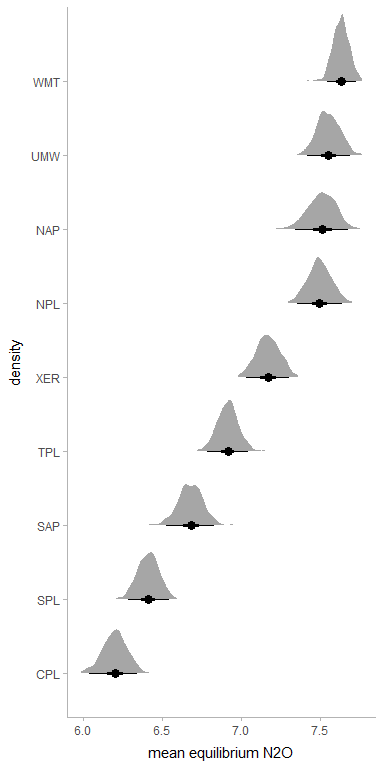 WMT
UMW
NAP
NPL
XER
TPL
SAP
SPL
CPL
density
6.0 6.5 7.0 7.5
mean equilibrium N2O